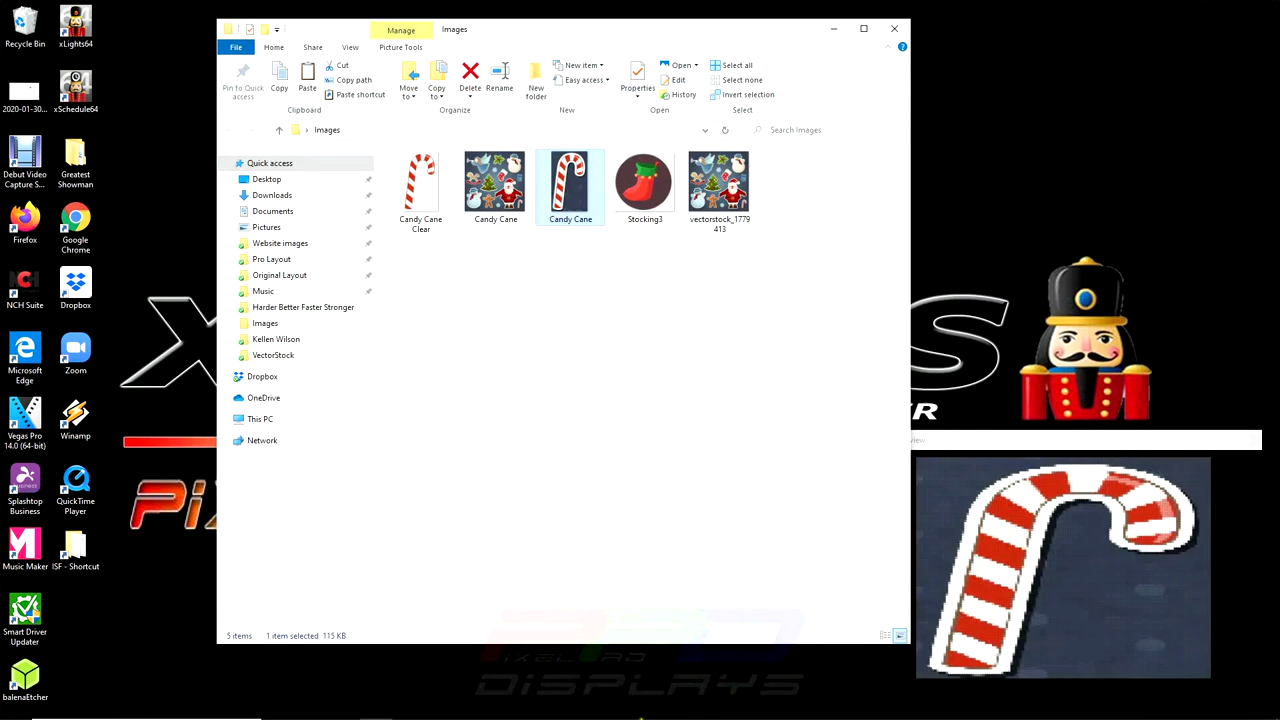 Recycle Bin
xLights64
2020-01-30...
xSchedule64
Debut Video
Capture S...
Greatest
Showman
Firefox
Google
Chrome
NCH
NCH Suite
Dropbox
Microsoft
Edge
Zoom
Vegas Pro
14.0 (64-bit)
Winamp
Splashtop
Business
QuickTime
Player
Music Maker
ISF - Shortcut
Smart Driver
Updater
balenaEtcher
Manage
Images
File
Home
Share
View
Picture Tools
Pin to Quick
access
Copy
Paste
Cut
Copy path
Paste shortcut
Clipboard
Move
to
Copy
to
Delete
Rename
Organize
New
folder
New item
Easy access
New
Properties
Open
Edit
History
Open
Select all
Select none
Invert selection
Select
Images
Search Images
Quick access
Desktop
Downloads
Documents
Pictures
Website images
Pro Layout
Original Layout
Music
Harder Better Faster Stronger
Images
Kellen Wilson
VectorStock
Dropbox
OneDrive
This PC
Network
Candy Cane
Clear
Candy Cane
Candy Cane
Stocking3
vectorstock_1779
413
5 items
1 item selected 115 KB
DISPLAYS